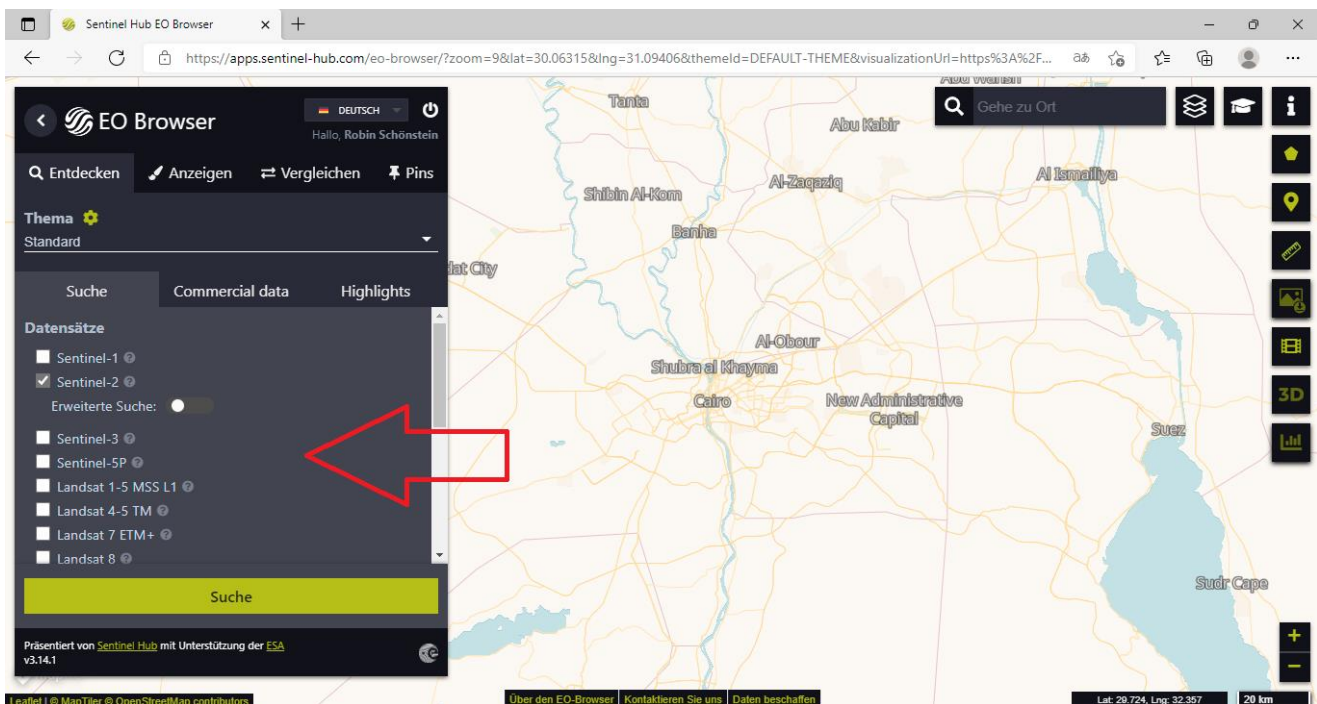 Sentinel Hub EO Browser
https://apps.sentinel-hub.com/eo-browser/?zoom=9&lat=30.06315&lng=31.09406&themeId=DEFAULT-THEME&visualizationUrl=https%3A%2F...
EO Browser
DEUTSCH
Hallo, Robin Schönstein
Entdecken
Anzeigen
Vergleichen
Pins
Thema
Standard
Suche
Commercial data
Highlights
Datensätze
Sentinel-1
Sentinel-2
Erweiterte Suche:
Sentinel-3
Sentinel-5P
Landsat 1-5 MSS L1
Landsat 4-5 TM
Landsat 7 ETM+
Landsat 8
Suche
Präsentiert von Sentinel Hub mit Unterstützung der ESA
v3.14.1
Leaflet | © MapTiler © OpenStreetMap contributors
Gehe zu Ort
3D
Tanta
Abu Kabir
Al Ismailiya
Shibin Al-Kom
Al-Zaqaziq
Banha
dat City
Al-Obour
Shubra al Khayma
Cairo
New Administrative
Capital
Suez
Sudr Cape
Über den EO-Browser
Kontaktieren Sie uns
Daten beschaffen
Lat: 29.724, Lng: 32.357
20 km